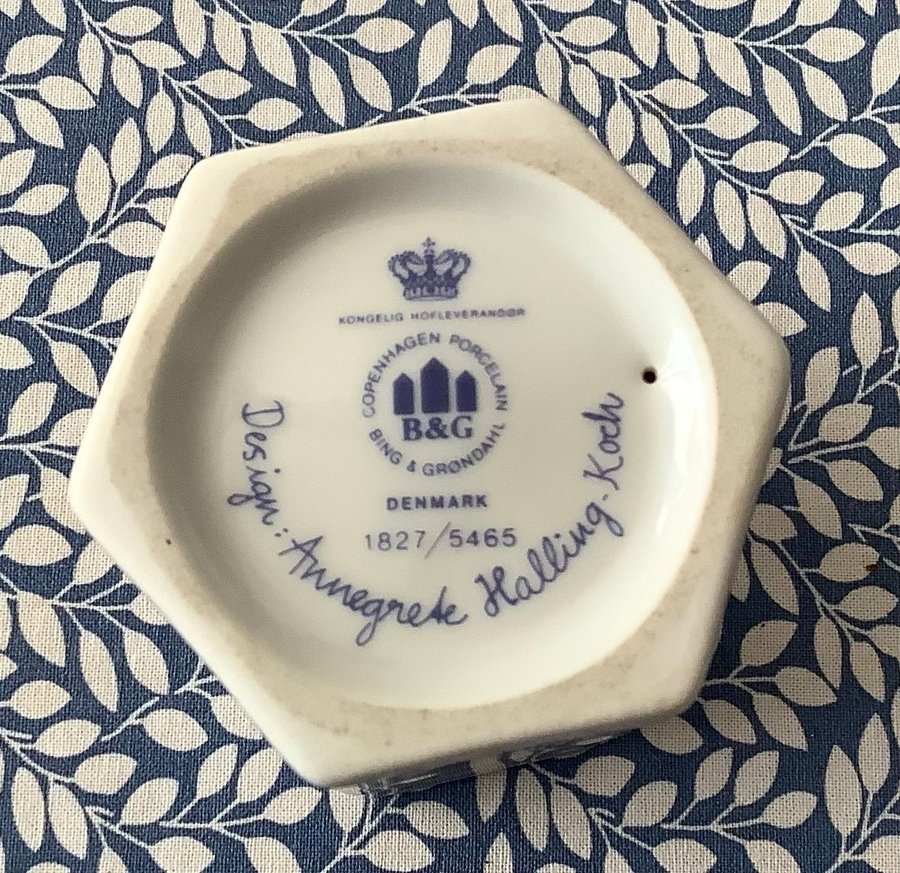 KONGELIG HOFLEVERANDØR
COPENHAGEN PORCELAIN
B&G
BING & GRØNDAHL
DENMARK
1827/5465
Design: Annegrete Halling-Koch